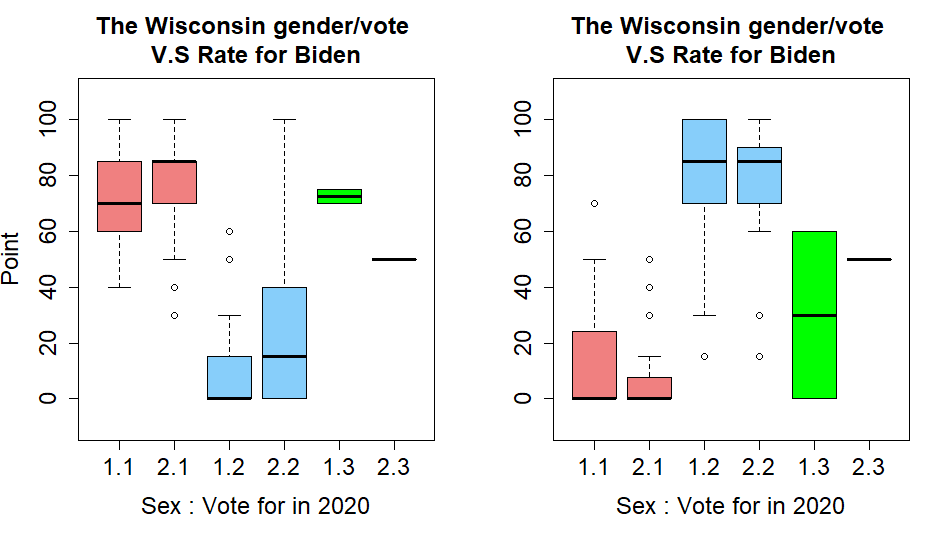 The Wisconsin gender/vote
V.S Rate for Biden
Point
100
80
60
40
20
0
1.1 2.1 1.2 2.2 1.3 2.3
Sex : Vote for in 2020
The Wisconsin gender/vote
V.S Rate for Biden
100
80
60
40
20
0
1.1 2.1 1.2 2.2 1.3 2.3
Sex : Vote for in 2020